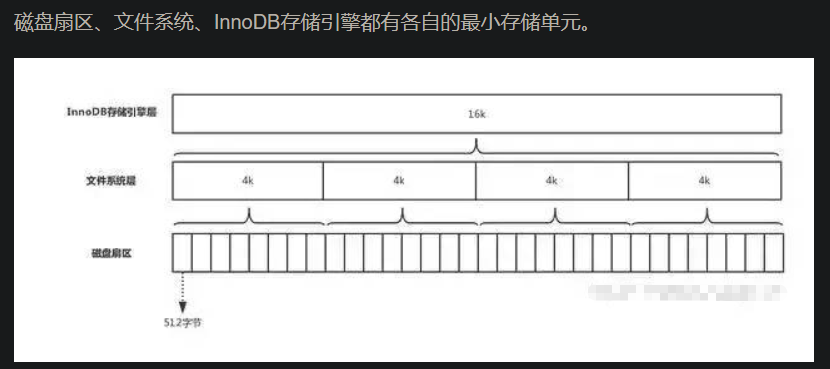 磁盘扇区、文件系统、InnoDB存储引擎都有各自的最小存储单元。
InnoDB存储引擎层
16k
文件系统层
4k
4k
4k
4k
磁盘扇区
512字节